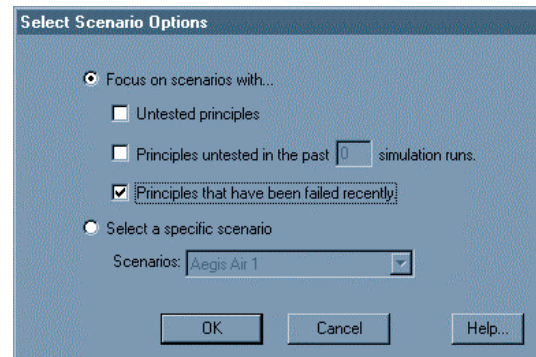 Select Scenario Options
Focus on scenarios with...
Untested principles
Principles untested in the past 0 simulation runs.
Principles that have been failed recently
Select a specific scenario
Scenarios: Aegis Air 1
OK Cancel Help...